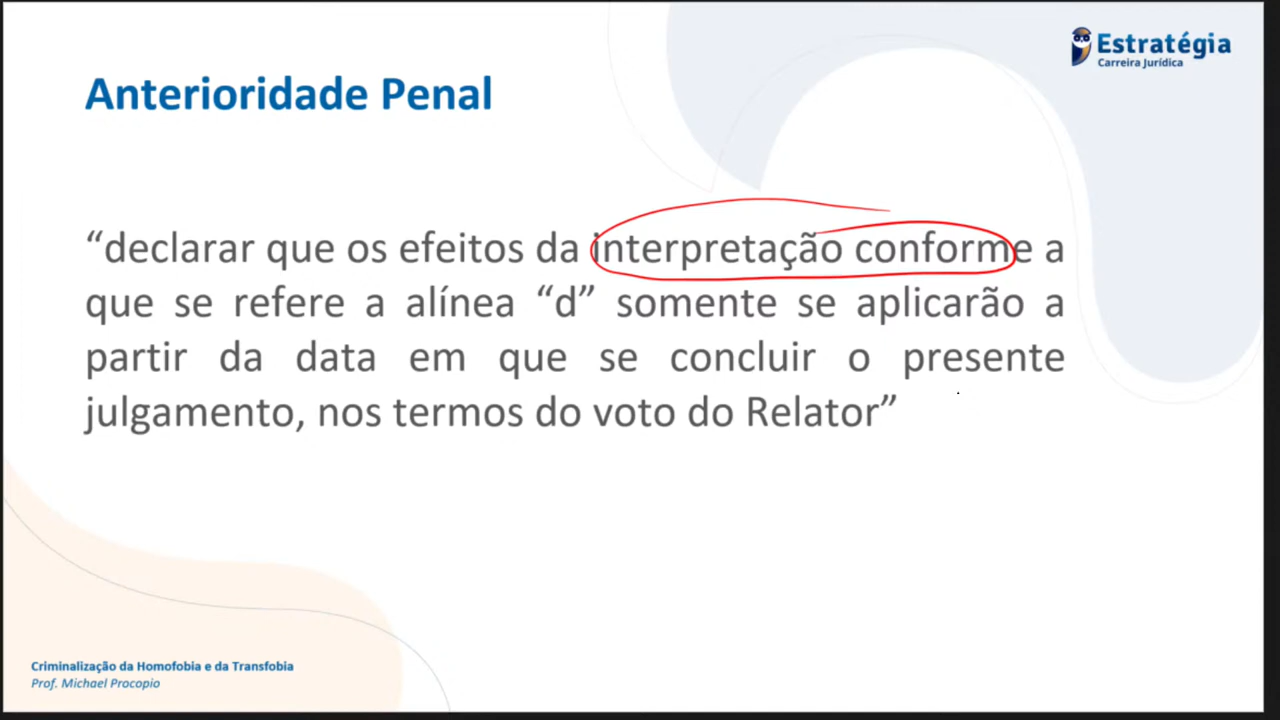 Estratégia
Carreira Jurídica
Anterioridade Penal
“declarar que os efeitos da interpretação conforme a
que se refere a alínea “d” somente se aplicarão a
partir da data em que se concluir o presente
julgamento, nos termos do voto do Relator”
Criminalização da Homofobia e da Transfobia
Prof. Michael Procopio